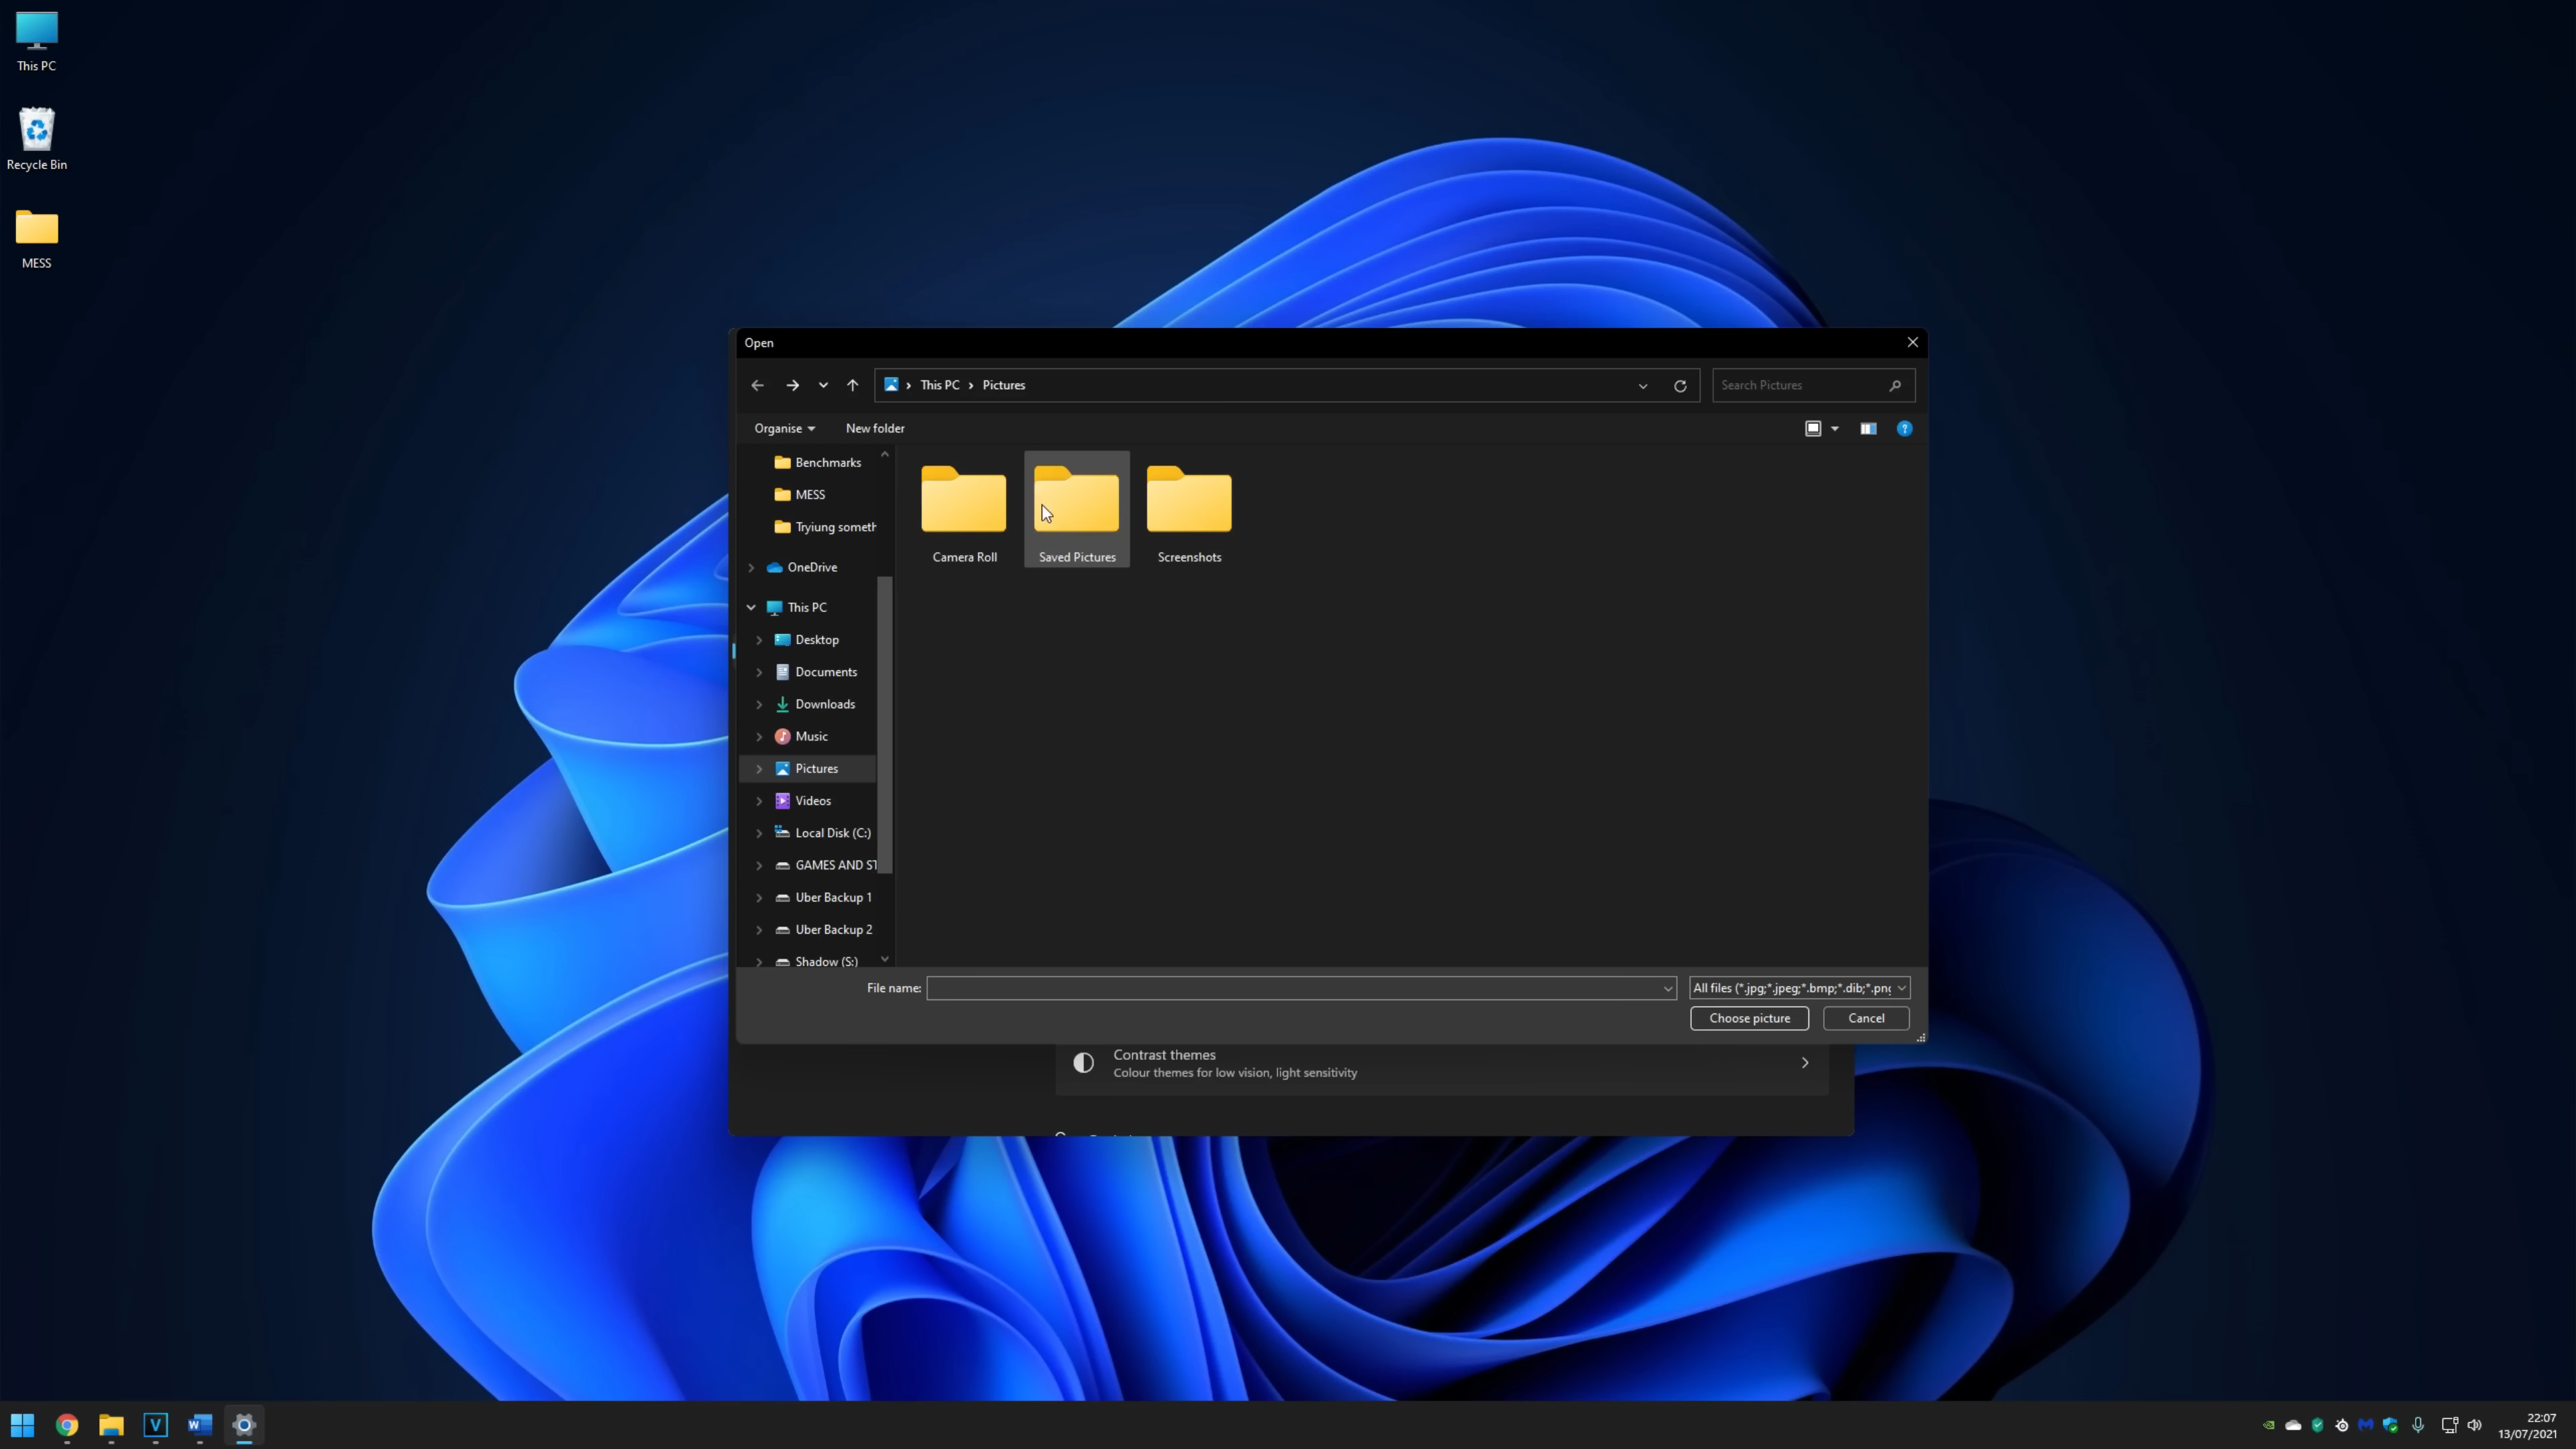 This PC
Recycle Bin
MESS
Open
This PC
Pictures
Search Pictures
Organise
New folder
Benchmarks
MESS
Tryiung someth
OneDrive
This PC
Desktop
Documents
Downloads
Music
Pictures
Videos
Local Disk (C:)
GAMES AND ST
Uber Backup 1
Uber Backup 2
Shadow (S:)
Camera Roll
Saved Pictures
Screenshots
File name:
All files (*.jpg;*.jpeg;*.bmp;*.dib;*.png
Choose picture
Cancel
Contrast themes
Colour themes for low vision, light sensitivity
22:07
13/07/2021